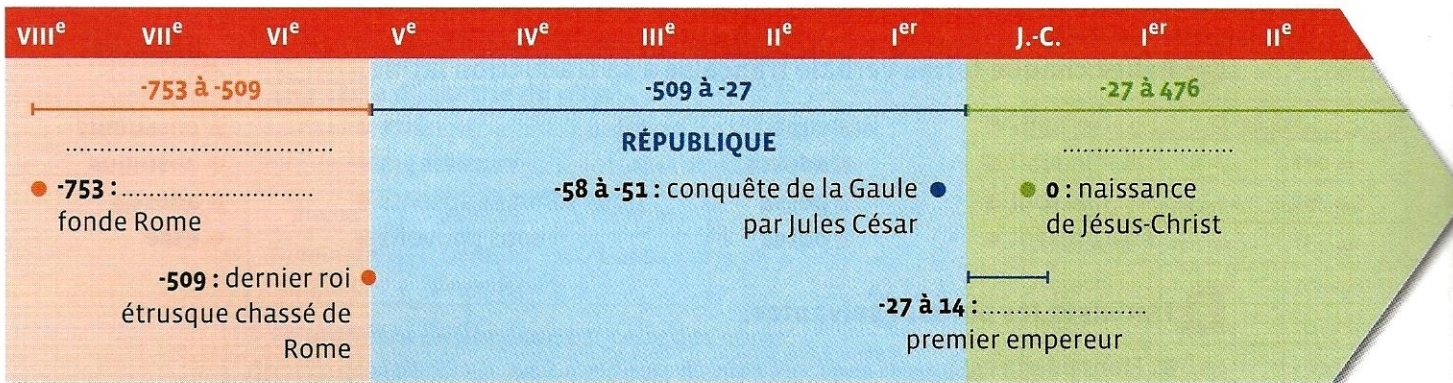 VIIIe VIIe VIe Ve IVe IIIe IIe Ier J.-C. Ier IIe
-753 à -509
-509 à -27
-27 à 476
..........................................
RÉPUBLIQUE
..........................
-753 :..............................
fonde Rome
-58 à -51 : conquête de la Gaule
par Jules César
0 : naissance
de Jésus-Christ
-509 : dernier roi
étrusque chassé de
Rome
-27 à 14 :..........................
premier empereur